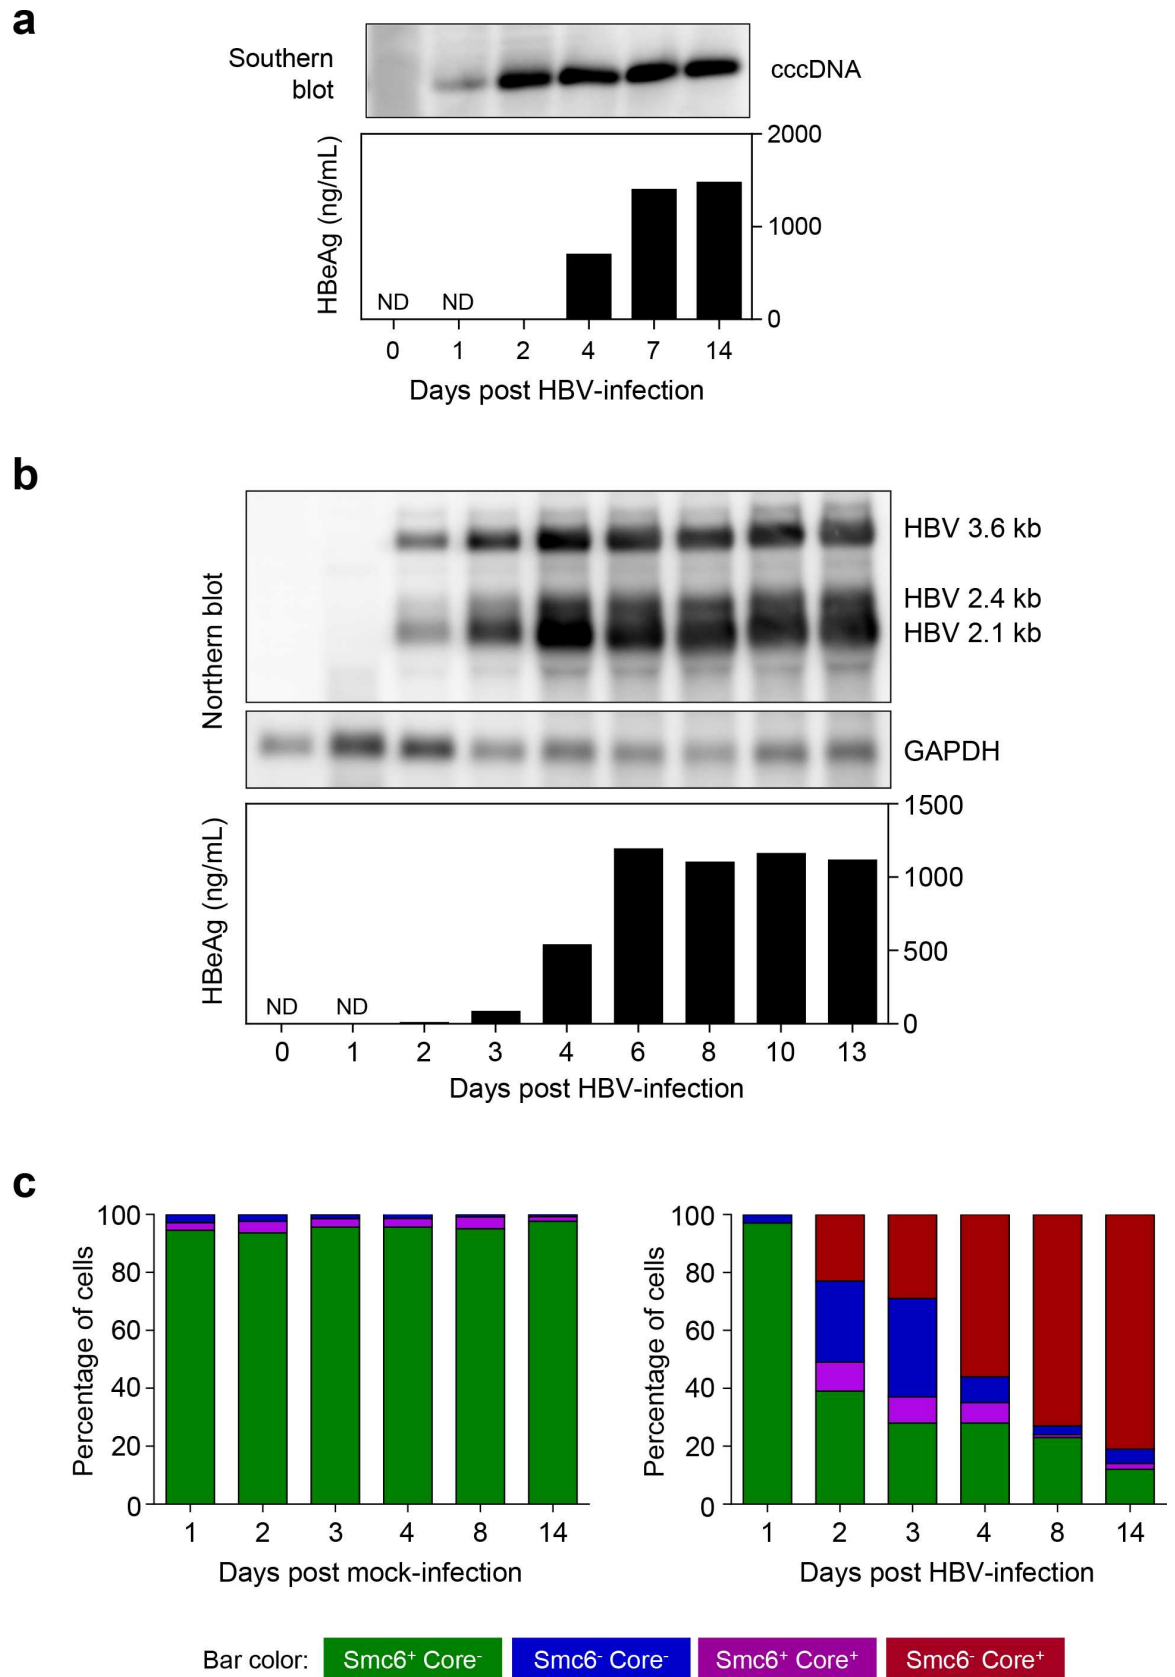 a
Southern
blot
cccDNA
HBeAg (ng/mL)
2000
1000
0
ND ND
0 1 2 4 7 14
Days post HBV-infection
b
Northern blot
HBV 3.6 kb
HBV 2.4 kb
HBV 2.1 kb
GAPDH
HBeAg (ng/mL)
1500
1000
500
0
ND ND
0 1 2 3 4 6 8 10 13
Days post HBV-infection
c
Percentage of cells
100
80
60
40
20
0
1 2 3 4 8 14
Days post mock-infection
Percentage of cells
100
80
60
40
20
0
1 2 3 4 8 14
Days post HBV-infection
Bar color: Smc6⁺ Core⁻ Smc6⁻ Core⁻ Smc6⁺ Core⁺ Smc6⁻ Core⁺